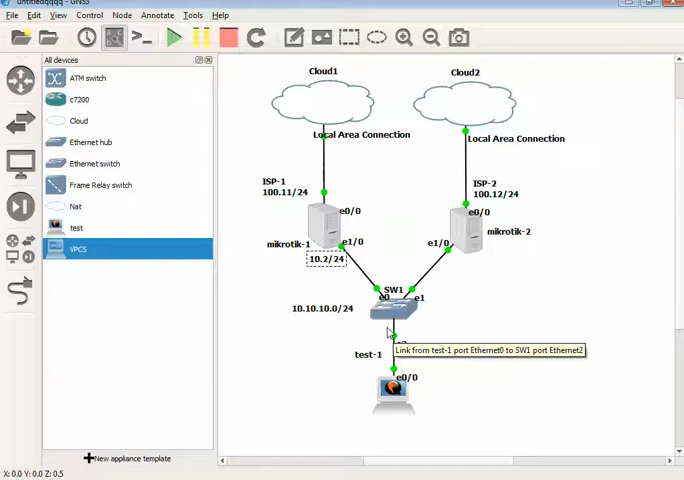 untitledqqqq - GNS3
File Edit View Control Node Annotate Tools Help
All devices
ATM switch
c7200
Cloud
Ethernet hub
Ethernet switch
Frame Relay switch
Nat
test
VPCS
VPCS
New appliance template
X: 0.0 Y: 0.0 Z: 0.5
Cloud1
Cloud2
Local Area Connection
Local Area Connection
ISP-1
100.11/24
ISP-2
100.12/24
e0/0
e0/0
mikrotik-1
mikrotik-2
e1/0
e1/0
10.2/24
SW1
e0
e1
10.10.10.0/24
Link from test-1 port Ethernet0 to SW1 port Ethernet2
test-1
e0/0